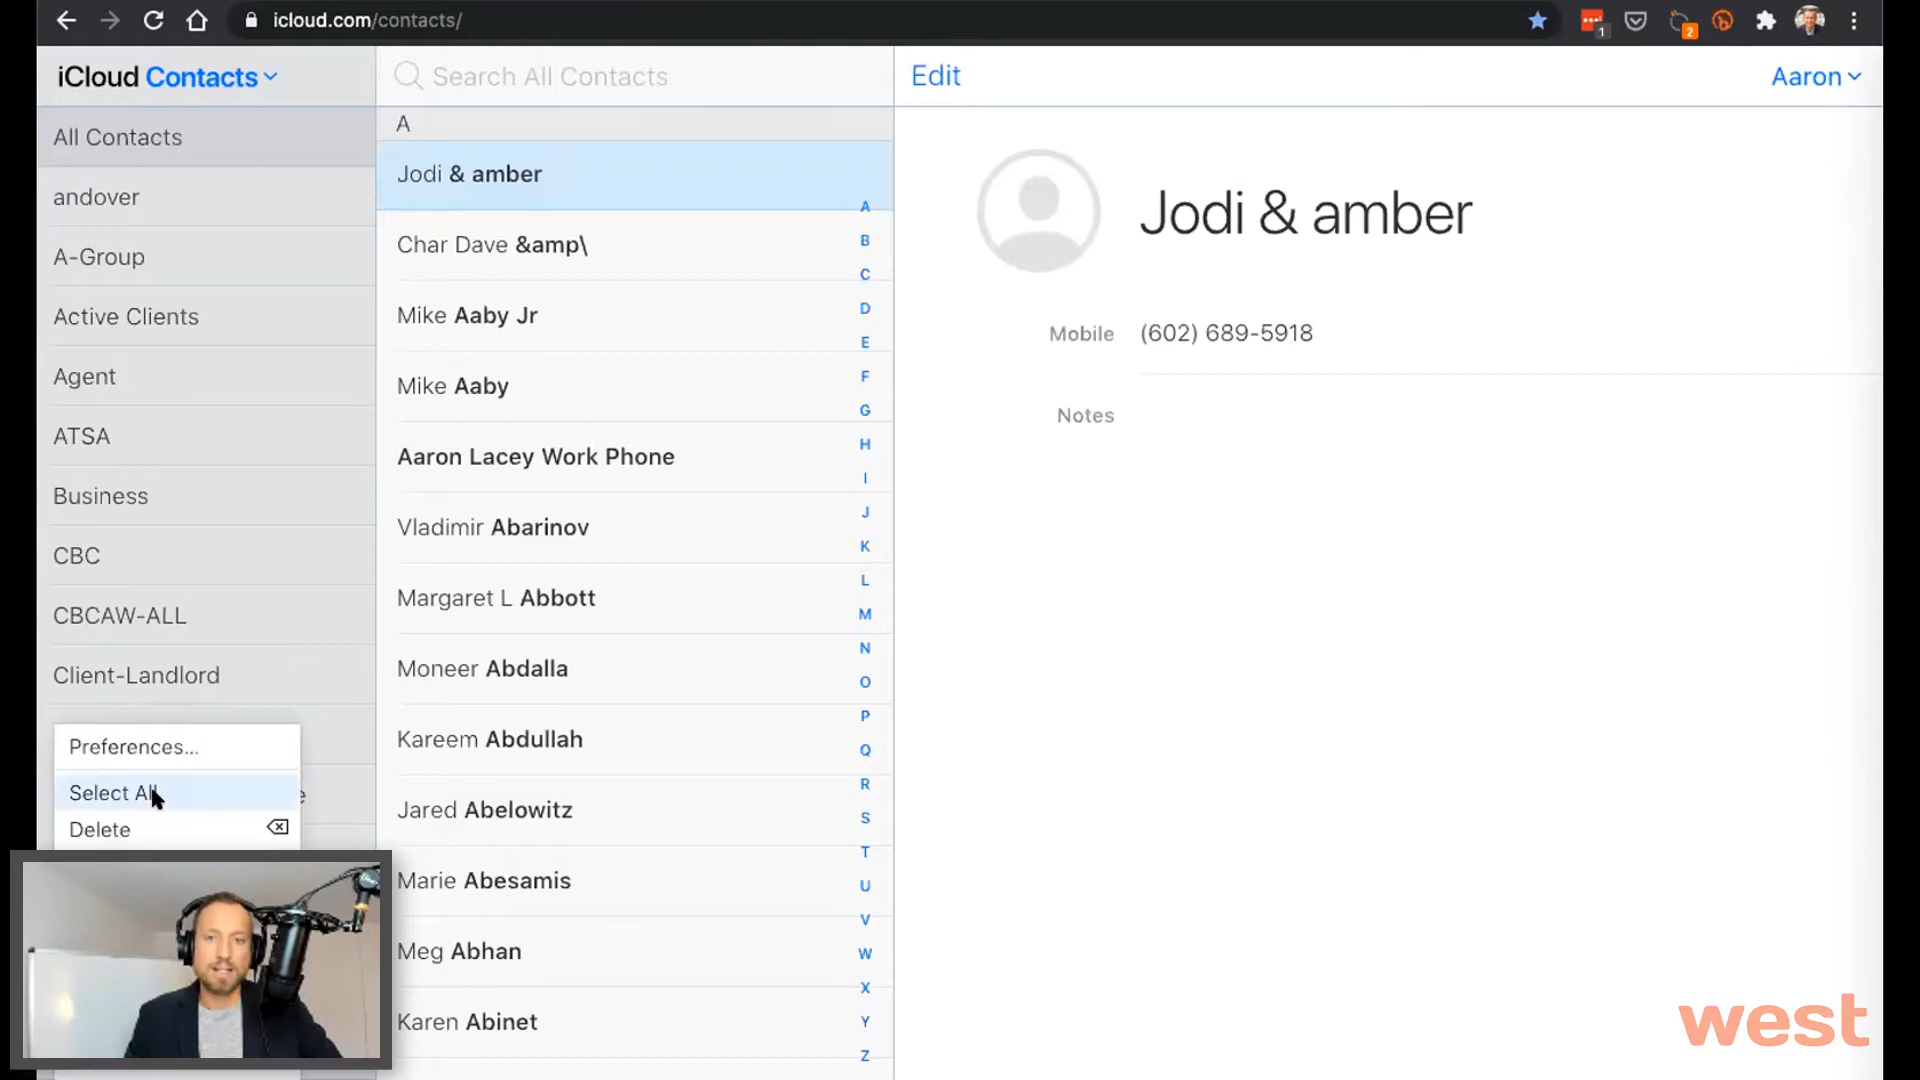 icloud.com/contacts/
1
2
iCloud Contacts
Search All Contacts
Edit
Aaron
All Contacts
andover
A-Group
Active Clients
Agent
ATSA
Business
CBC
CBCAW-ALL
Client-Landlord
Preferences...
Select All
Delete
A
Jodi & amber
Char Dave &amp\
Mike Aaby Jr
Mike Aaby
Aaron Lacey Work Phone
Vladimir Abarinov
Margaret L Abbott
Moneer Abdalla
Kareem Abdullah
Jared Abelowitz
Marie Abesamis
Meg Abhan
Karen Abinet
A
B
C
D
E
F
G
H
I
J
K
L
M
N
O
P
Q
R
S
T
U
V
W
X
Y
Z
Jodi & amber
Mobile (602) 689-5918
Notes
west